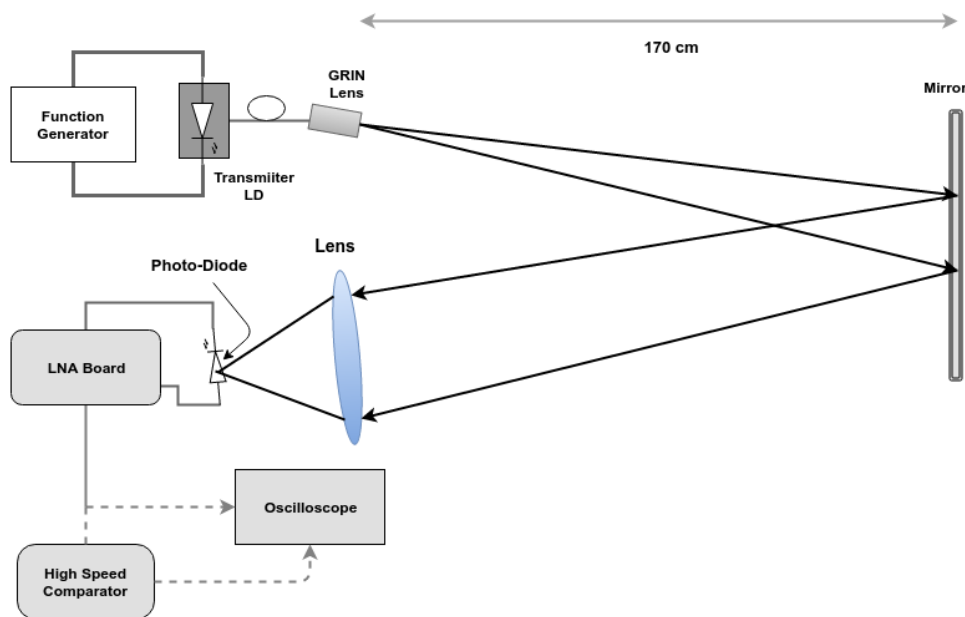 170 cm
GRIN
Lens
Mirror
Function
Generator
Transmiiter
LD
Lens
Photo-Diode
LNA Board
Oscilloscope
High Speed
Comparator